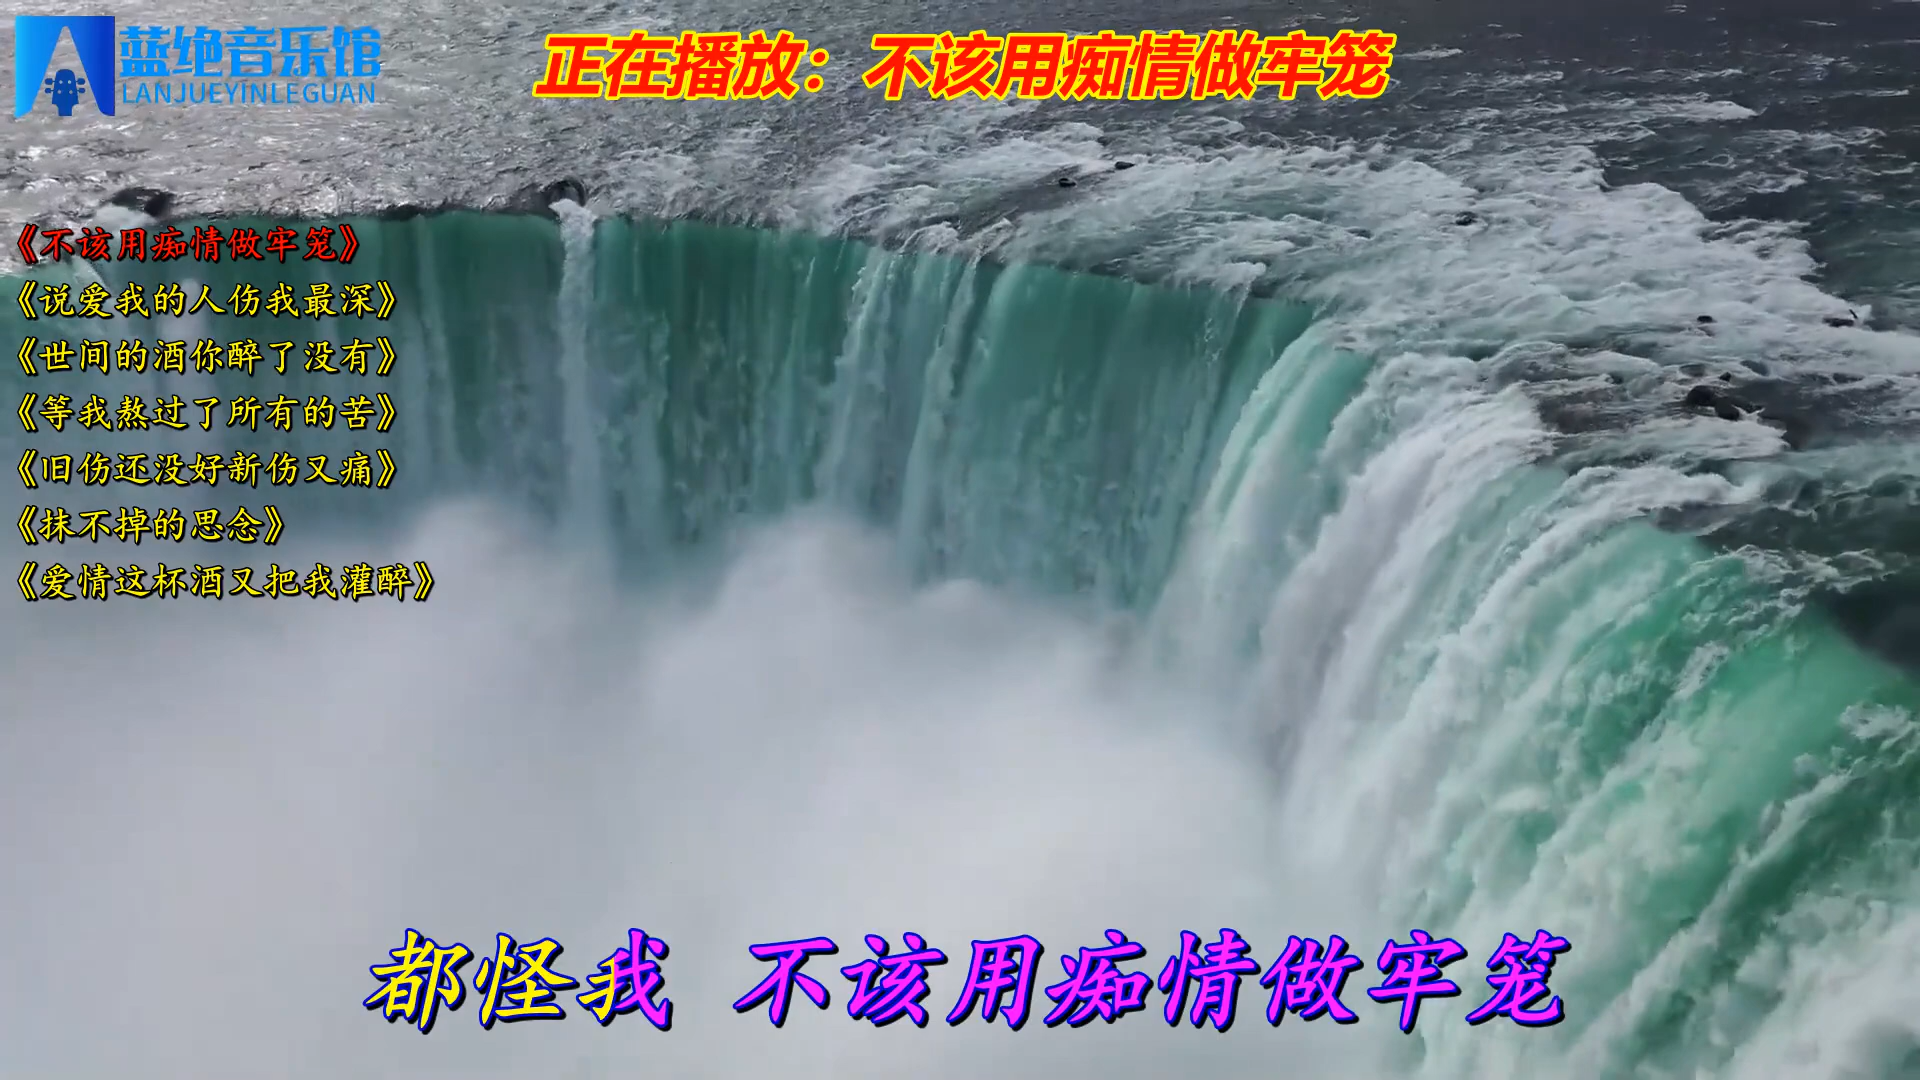 蓝绝音乐馆
LANJUEYINLEGUAN
正在播放：不该用痴情做牢笼
《不该用痴情做牢笼》
《说爱我的人伤我最深》
《世间的酒你醉了没有》
《等我熬过了所有的苦》
《旧伤还没好新伤又痛》
《抹不掉的思念》
《爱情这杯酒又把我灌醉》
都怪我 不该用痴情做牢笼